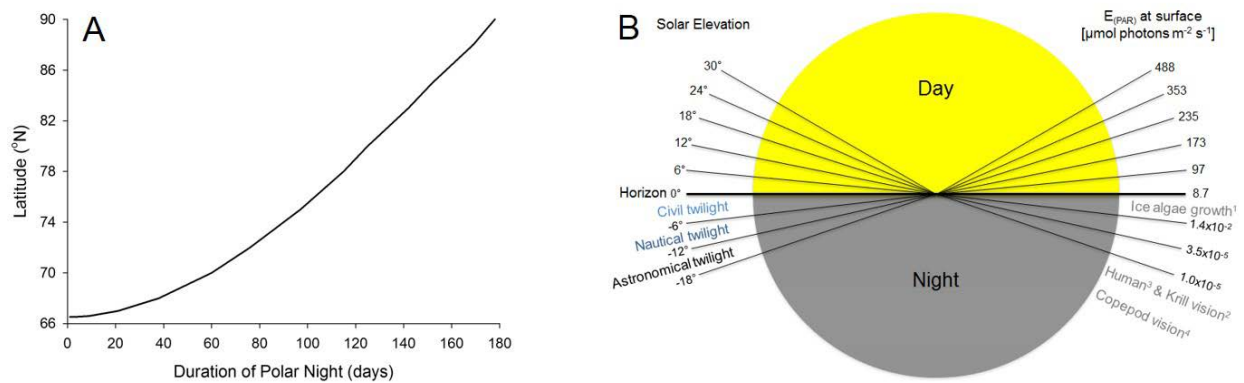 A
90
86
82
78
74
70
66
Latitude (°N)
0 20 40 60 80 100 120 140 160 180
Duration of Polar Night (days)
B
Solar Elevation
E(PAR) at surface
[µmol photons m⁻² s⁻¹]
30°
24°
18°
12°
6°
Horizon 0°
Civil twilight
-6°
Nautical twilight
-12°
Astronomical twilight
-18°
Day
Night
488
353
235
173
97
8.7
Ice algae growth¹
1.4x10⁻²
3.5x10⁻⁵
1.0x10⁻⁵
Human³ & Krill vision²
Copepod vision⁴